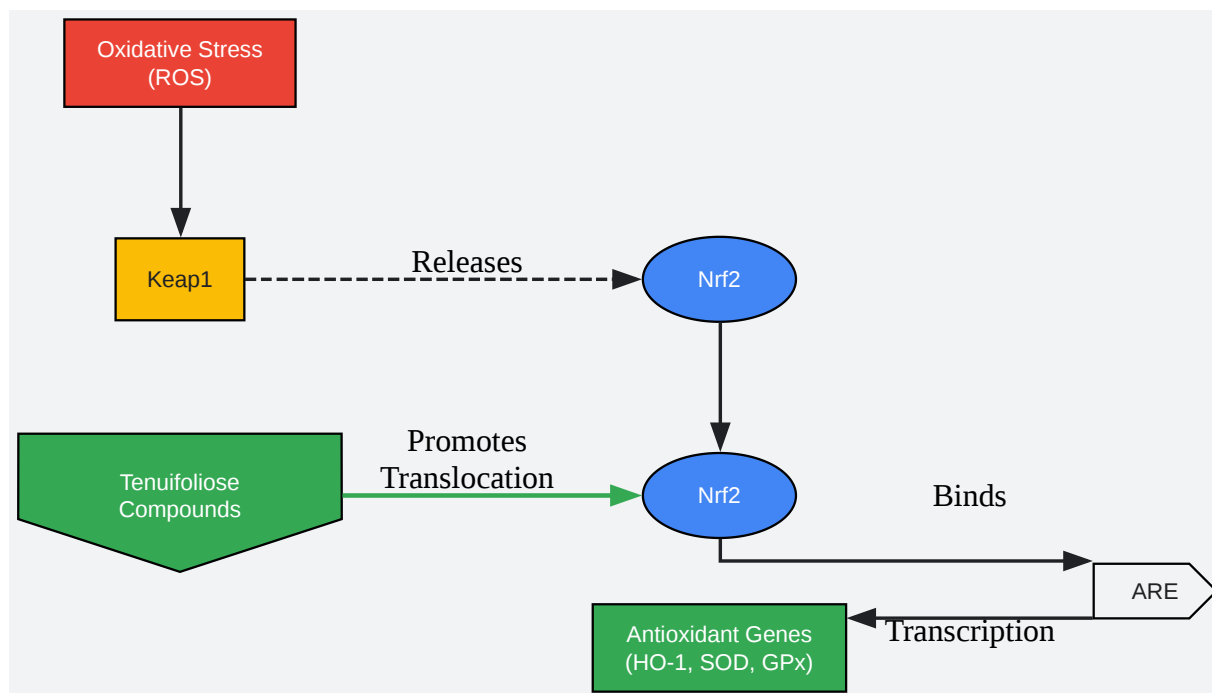 Oxidative Stress
(ROS)
Keap1
Releases
Nrf2
Tenuifoliose
Compounds
Promotes
Translocation
Nrf2
Binds
ARE
Transcription
Antioxidant Genes
(HO-1, SOD, GPx)